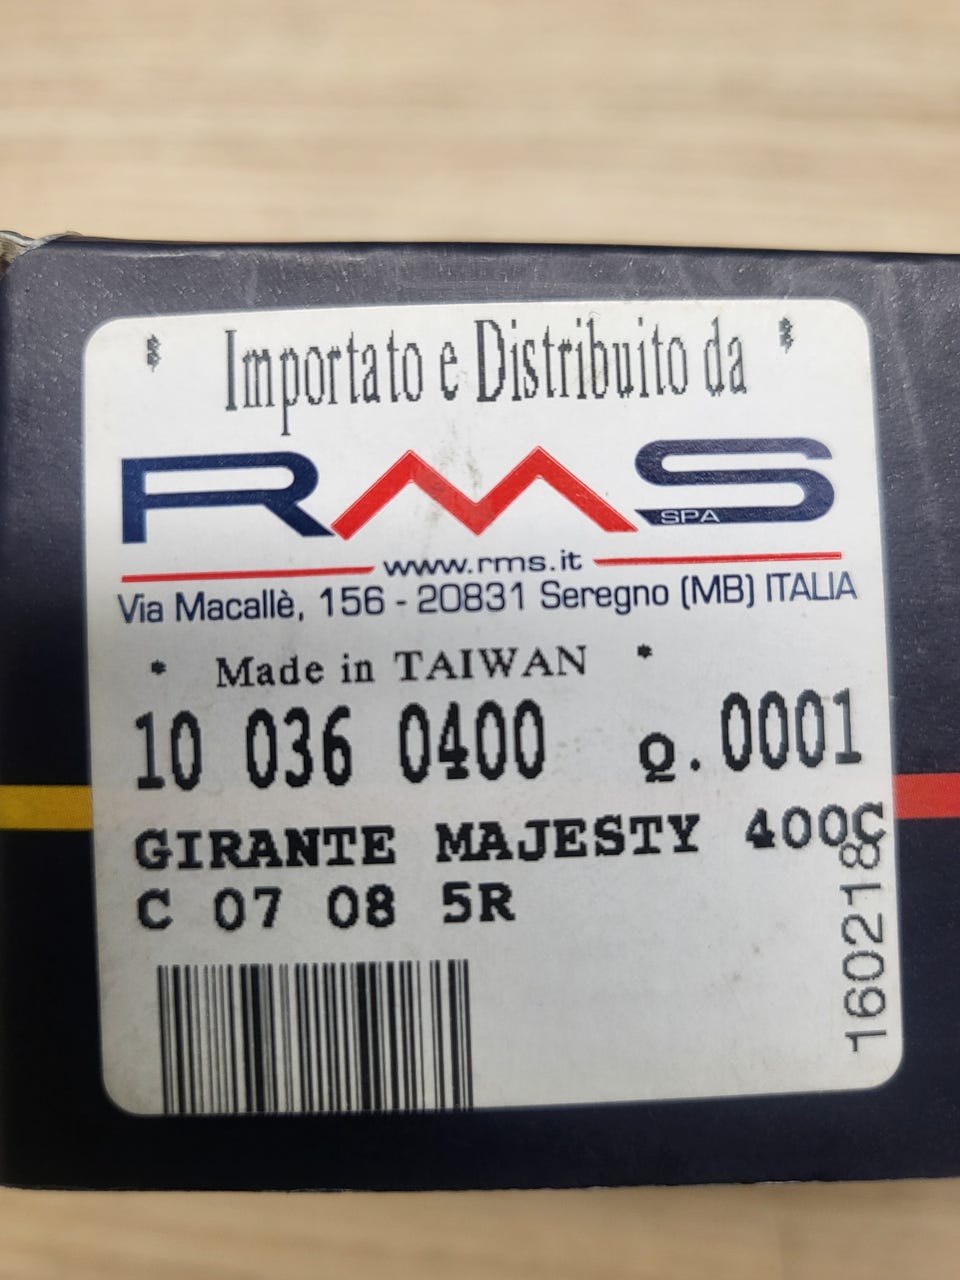 * Importato e Distribuito da *
RMS
SPA
www.rms.it
Via Macallè, 156 - 20831 Seregno (MB) ITALIA
* Made in TAIWAN *
10 036 0400 Q.0001
GIRANTE MAJESTY 400C
C 07 08 5R
160218